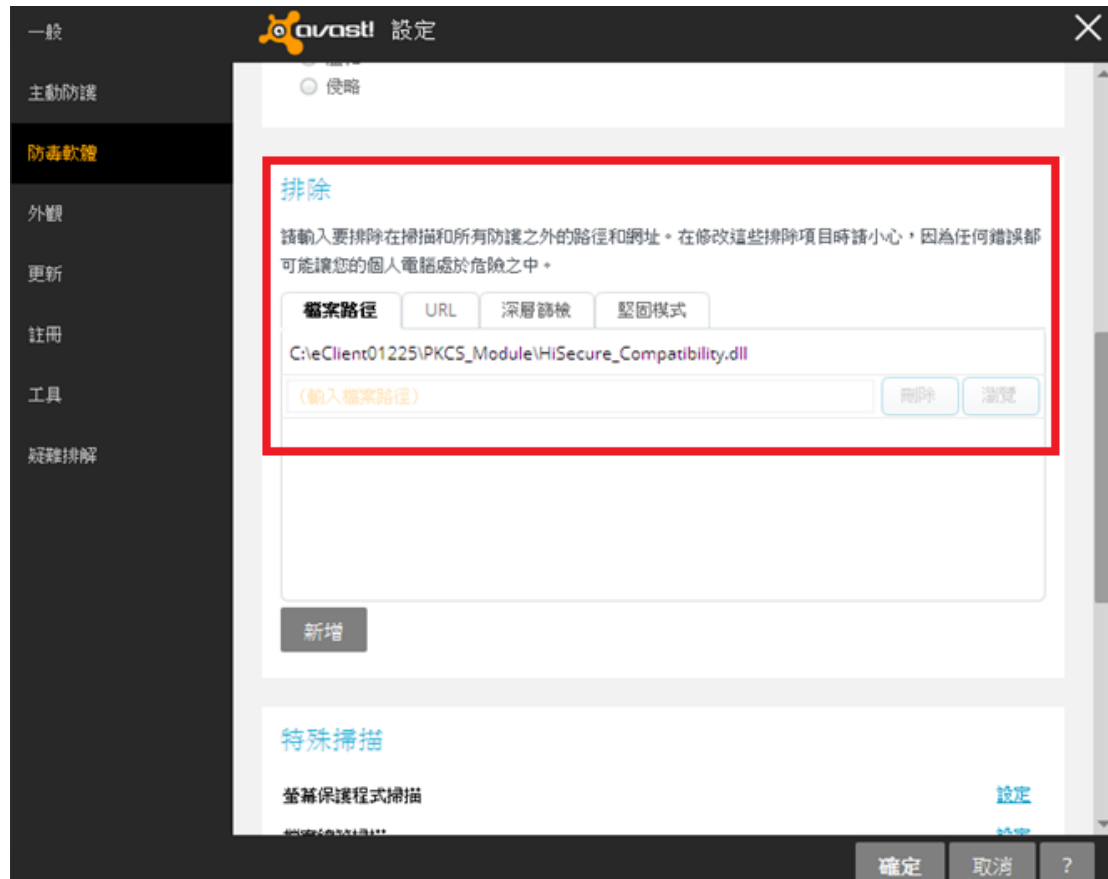 avast! 設定
一般
主動防護
防毒軟體
外觀
更新
註冊
工具
疑難排解
侵略
排除
請輸入要排除在掃描和所有防護之外的路徑和網址。在修改這些排除項目時請小心，因為任何錯誤都
可能讓您的個人電腦處於危險之中。
檔案路徑 URL 深層篩檢 堅固模式
C:\eClient01225\PKCS_Module\HiSecure_Compatibility.dll
（輸入檔案路徑） 刪除 瀏覽
新增
特殊掃描
螢幕保護程式掃描 設定
確定 取消 ?